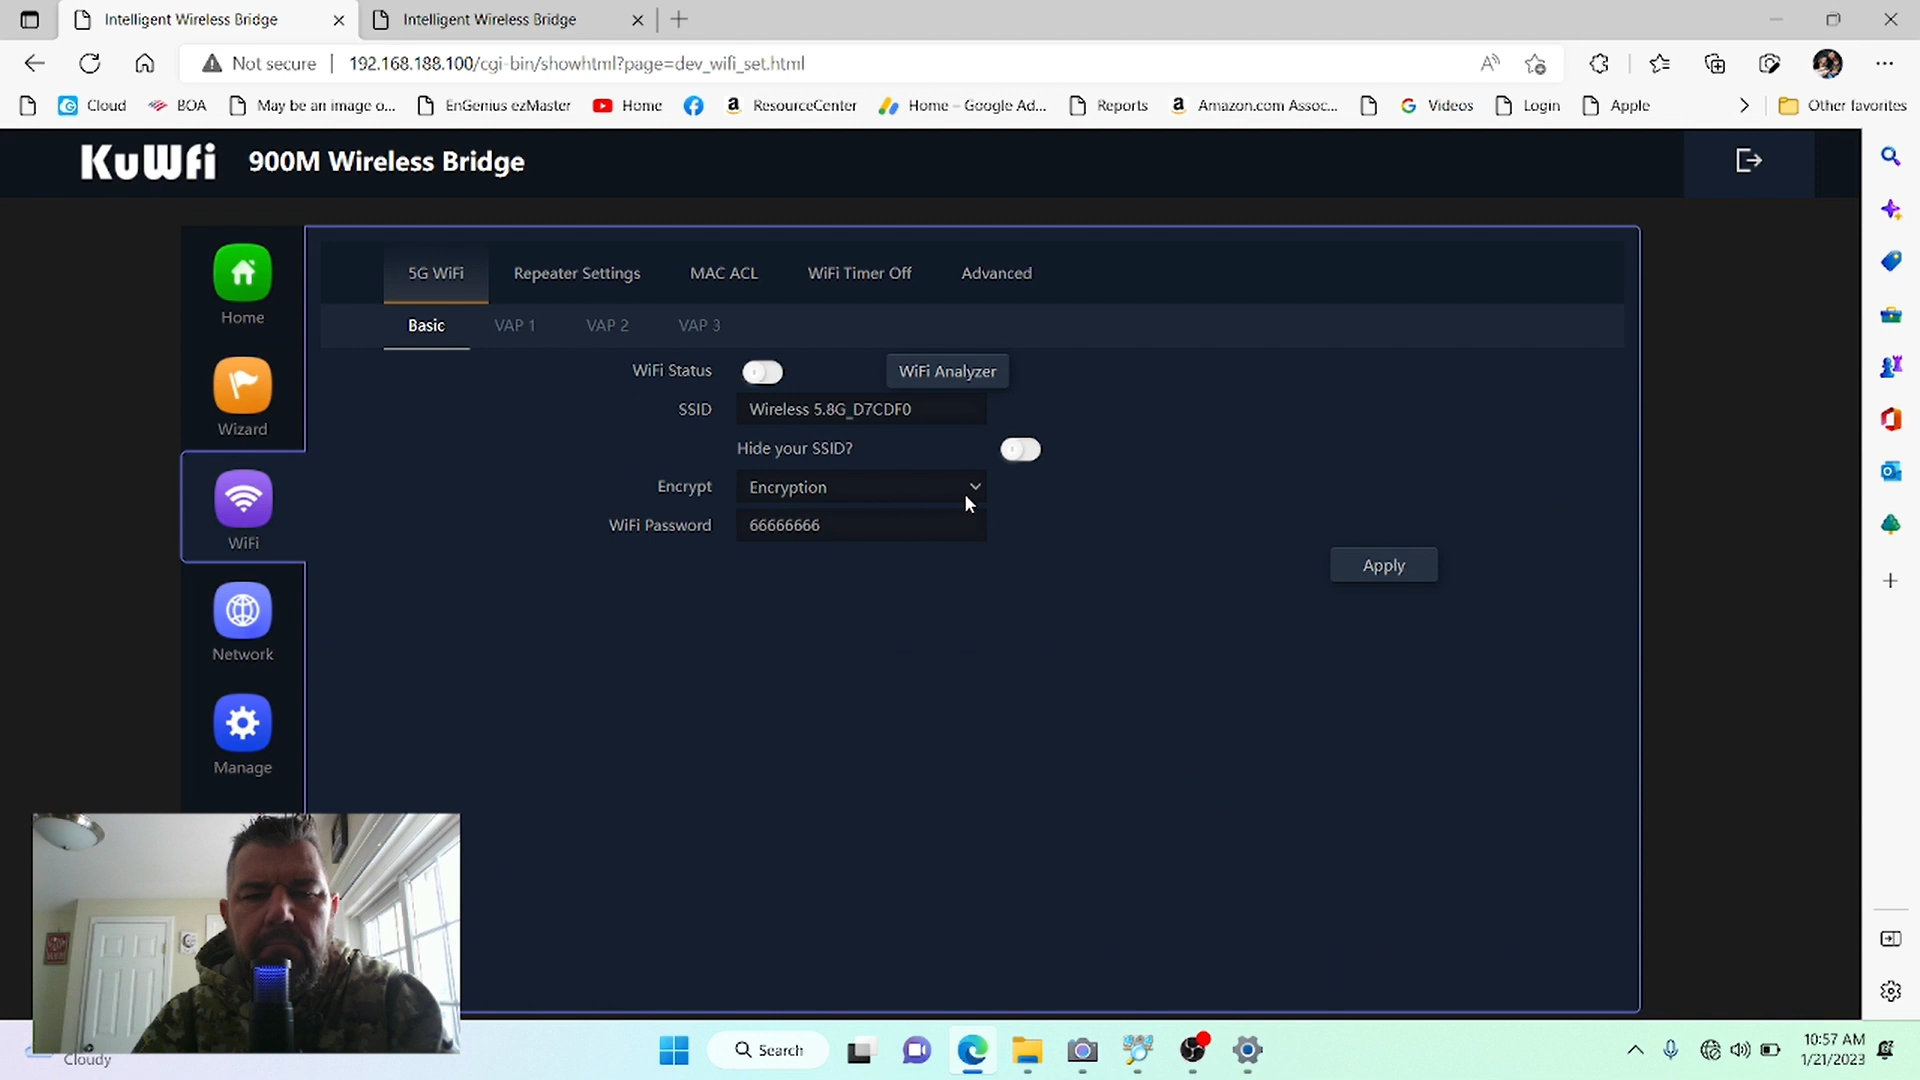 Intelligent Wireless Bridge
Intelligent Wireless Bridge
Not secure
192.168.188.100/cgi-bin/showhtml?page=dev_wifi_set.html
Cloud
BOA
May be an image o...
EnGenius ezMaster
Home
ResourceCenter
Home – Google Ad...
Reports
Amazon.com Assoc...
Videos
Login
Apple
Other favorites
KuWfi
900M Wireless Bridge
Home
Wizard
WiFi
Network
Manage
5G WiFi
Repeater Settings
MAC ACL
WiFi Timer Off
Advanced
Basic
VAP 1
VAP 2
VAP 3
WiFi Status
WiFi Analyzer
SSID
Wireless 5.8G_D7CDF0
Hide your SSID?
Encrypt
Encryption
WiFi Password
66666666
Apply
Cloudy
Search
10:57 AM
1/21/2023